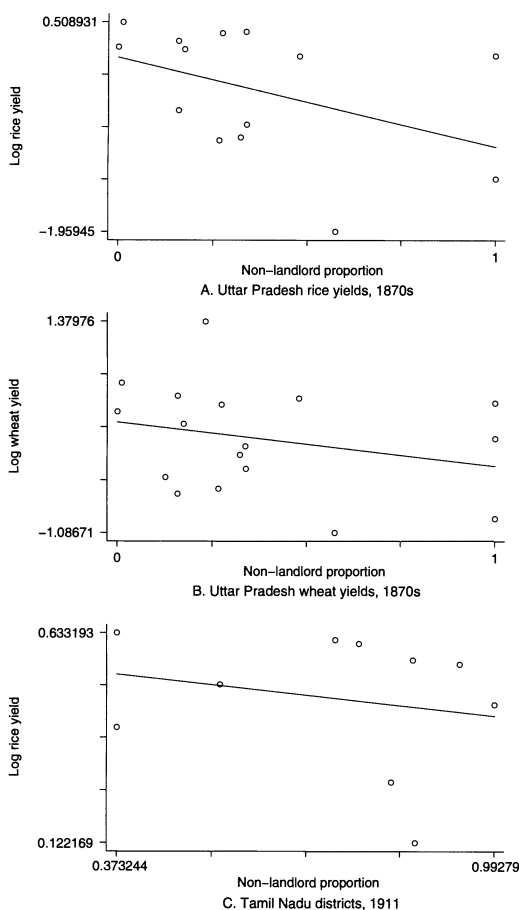 0.508931
Log rice yield
−1.95945
0
1
Non−landlord proportion
A. Uttar Pradesh rice yields, 1870s
1.37976
Log wheat yield
−1.08671
0
1
Non−landlord proportion
B. Uttar Pradesh wheat yields, 1870s
0.633193
Log rice yield
0.122169
0.373244
0.99279
Non−landlord proportion
C. Tamil Nadu districts, 1911